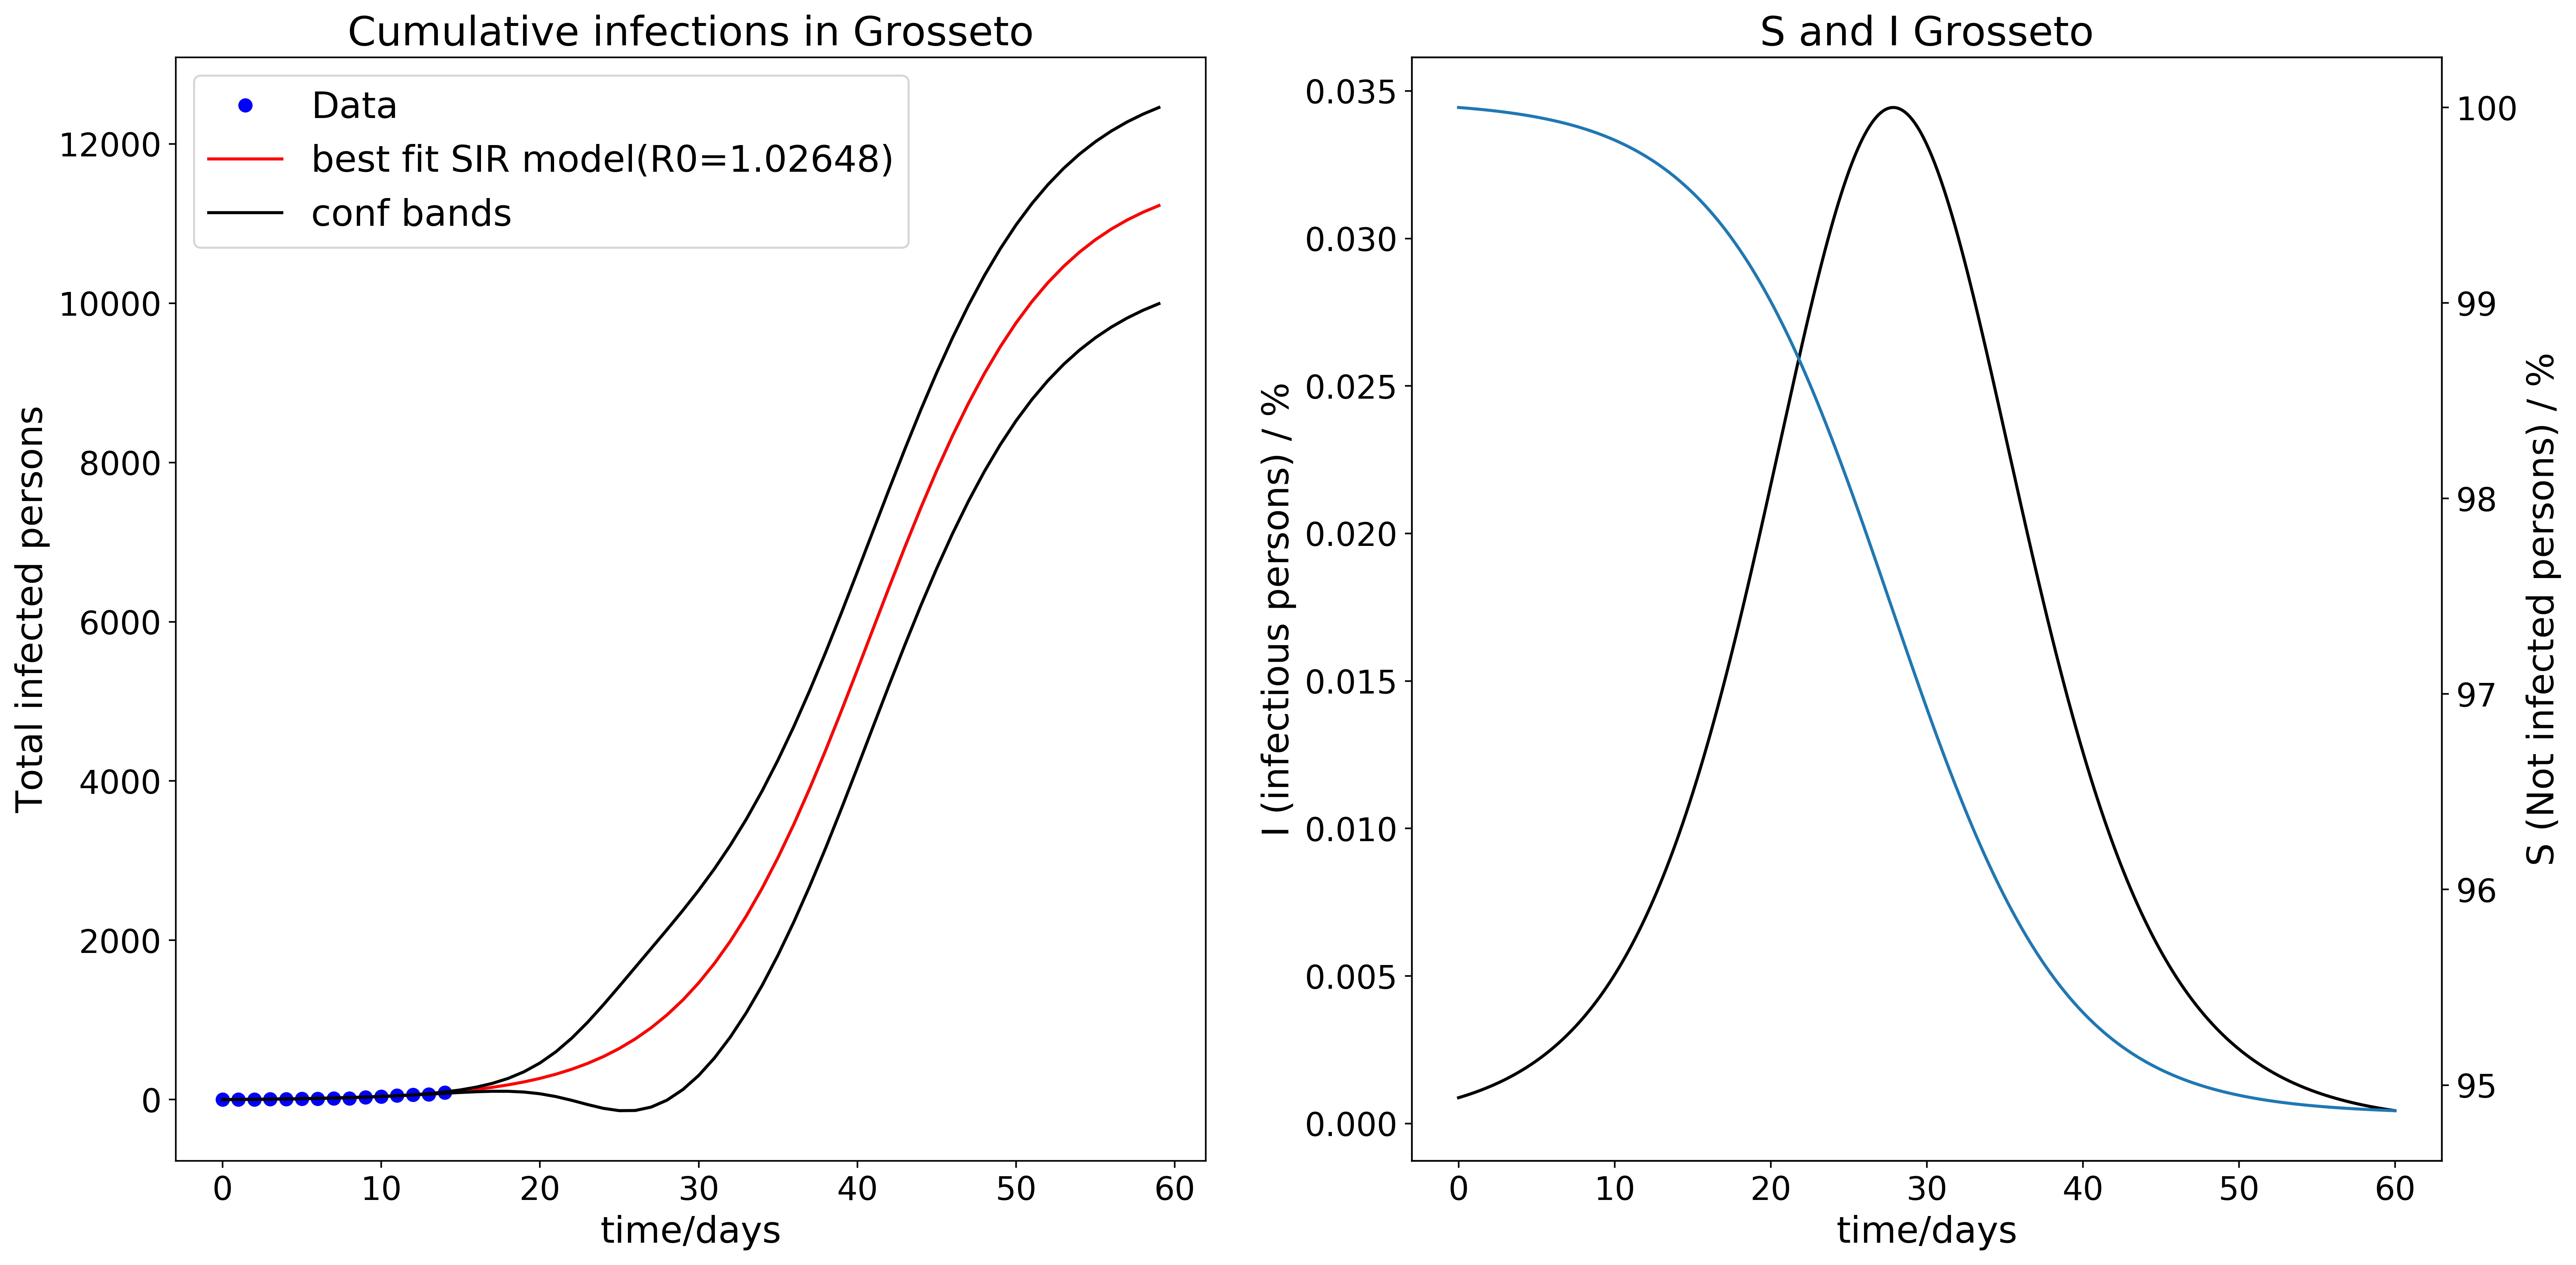 Cumulative infections in Grosseto
Data
best fit SIR model(R0=1.02648)
conf bands
Total infected persons
12000
10000
8000
6000
4000
2000
0
0 10 20 30 40 50 60
time/days
S and I Grosseto
I (infectious persons) / %
0.035
0.030
0.025
0.020
0.015
0.010
0.005
0.000
100
99
98
97
96
95
S (Not infected persons) / %
0 10 20 30 40 50 60
time/days